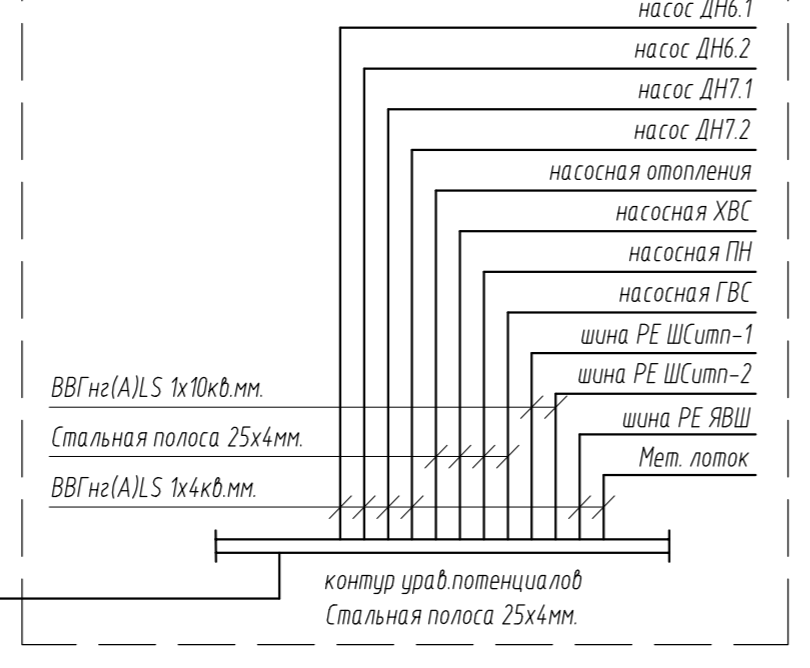 насос ДН6.1
насос ДН6.2
насос ДН7.1
насос ДН7.2
насосная отопления
насосная ХВС
насосная ПН
насосная ГВС
шина РЕ ШСитп-1
шина РЕ ШСитп-2
шина РЕ ЯВШ
Мет. лоток
ВВГнг(А)LS 1х10кв.мм.
Стальная полоса 25х4мм.
ВВГнг(А)LS 1х4кв.мм.
контур урав.потенциалов
Стальная полоса 25х4мм.